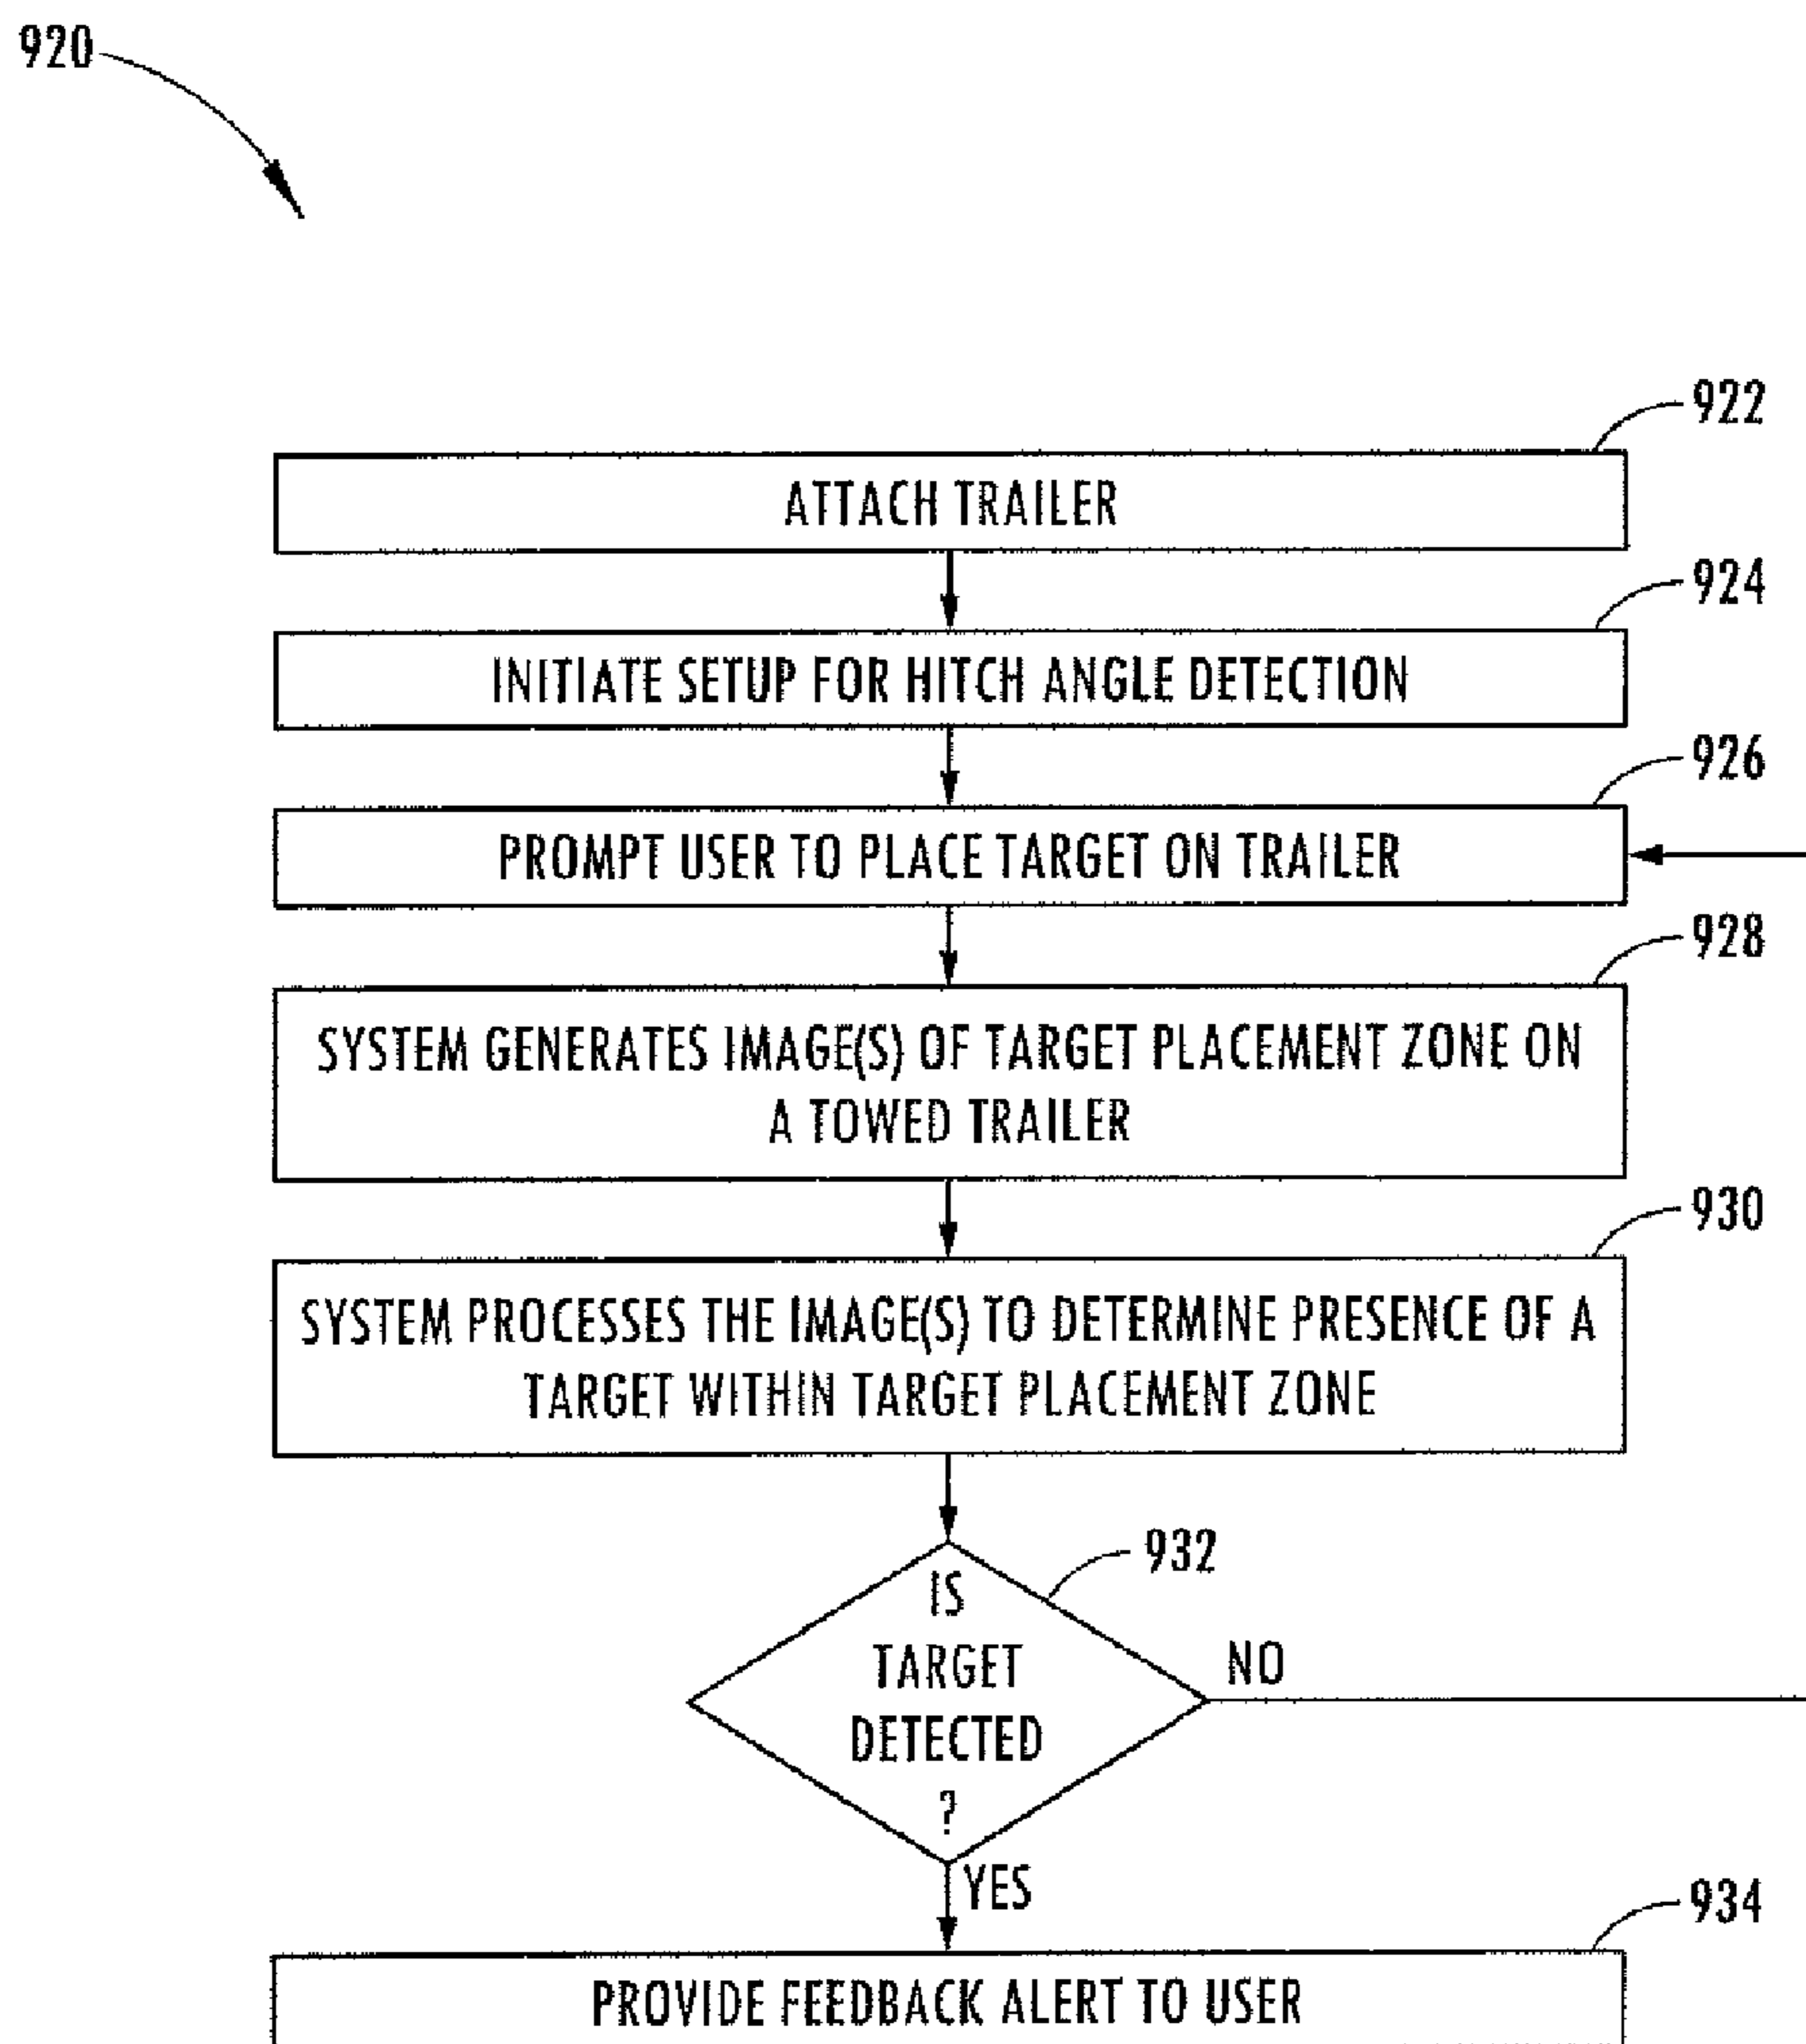 920
922
ATTACH TRAILER
924
INITIATE SETUP FOR HITCH ANGLE DETECTION
926
PROMPT USER TO PLACE TARGET ON TRAILER
928
SYSTEM GENERATES IMAGE(S) OF TARGET PLACEMENT ZONE ON
A TOWED TRAILER
930
SYSTEM PROCESSES THE IMAGE(S) TO DETERMINE PRESENCE OF A
TARGET WITHIN TARGET PLACEMENT ZONE
932
IS
TARGET
DETECTED
?
NO
YES
934
PROVIDE FEEDBACK ALERT TO USER